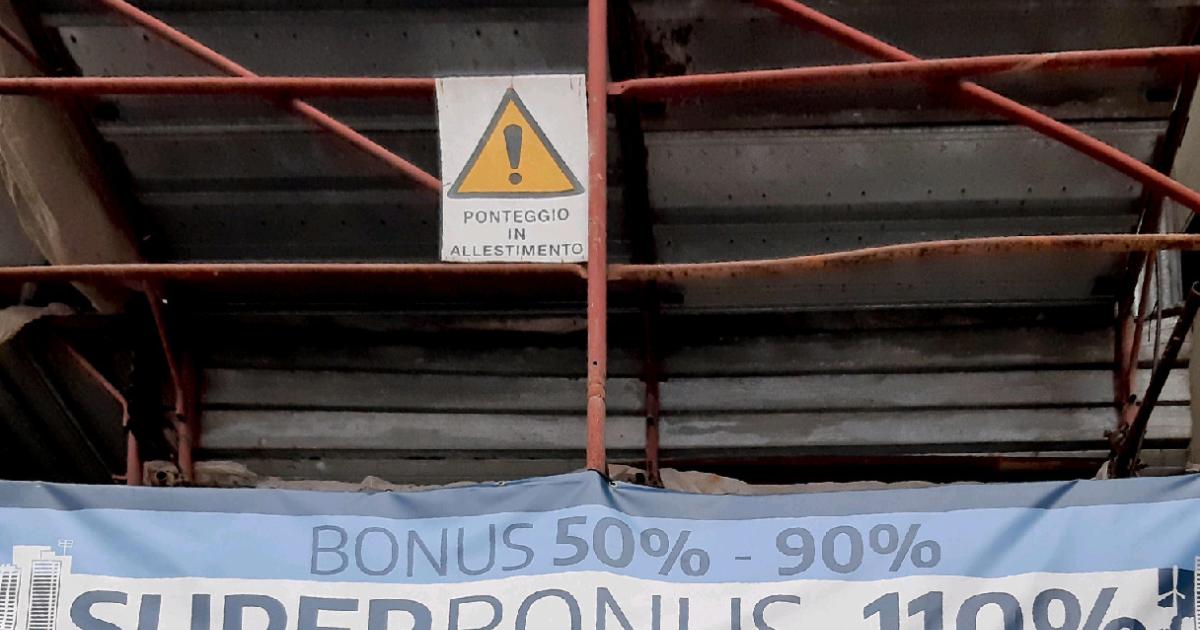 PONTEGGIO
IN
ALLESTIMENTO
BONUS 50% - 90%
SUPERBONUS 110%